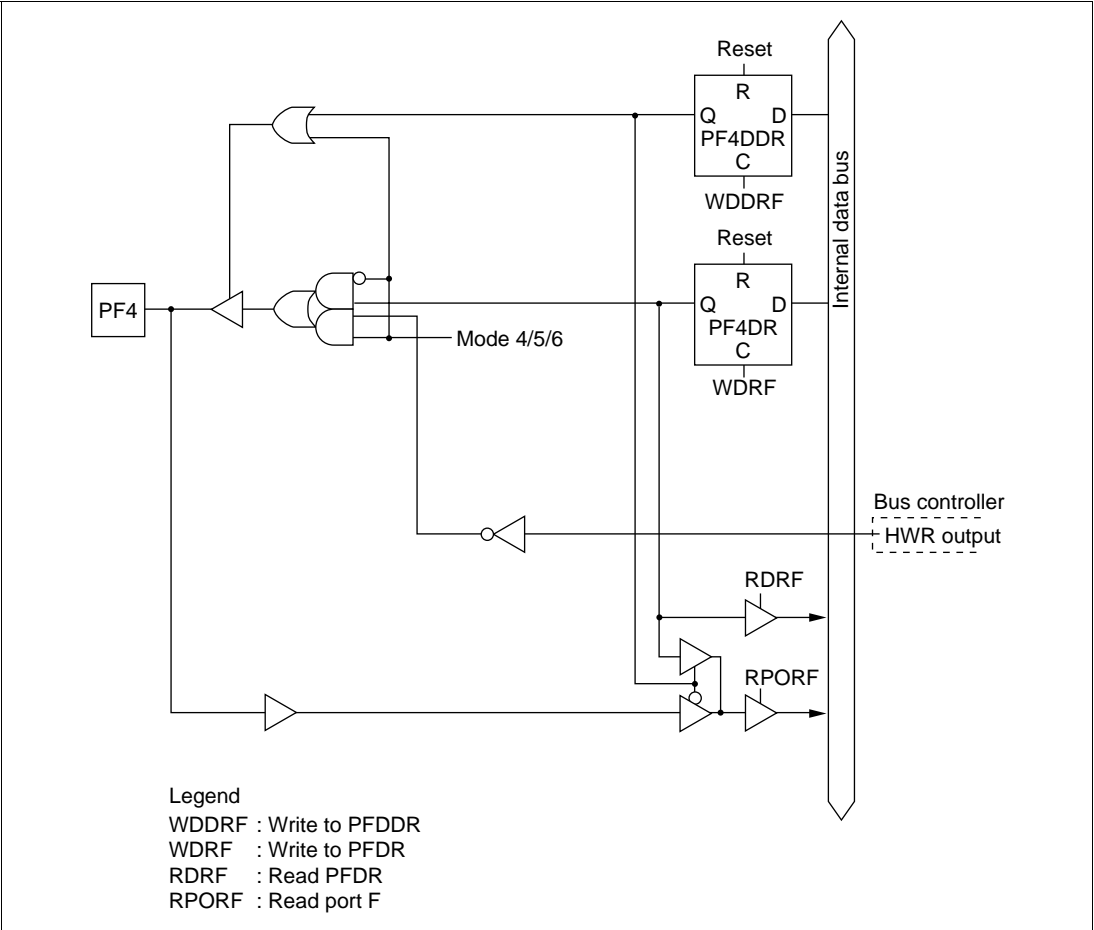 Reset
R
Q D
PF4DDR
C
WDDRF
Reset
R
Q D
PF4DR
C
WDRF
Internal data bus
PF4
Mode 4/5/6
Bus controller
HWR output
RDRF
RPORF
Legend
WDDRF : Write to PFDDR
WDRF : Write to PFDR
RDRF : Read PFDR
RPORF : Read port F